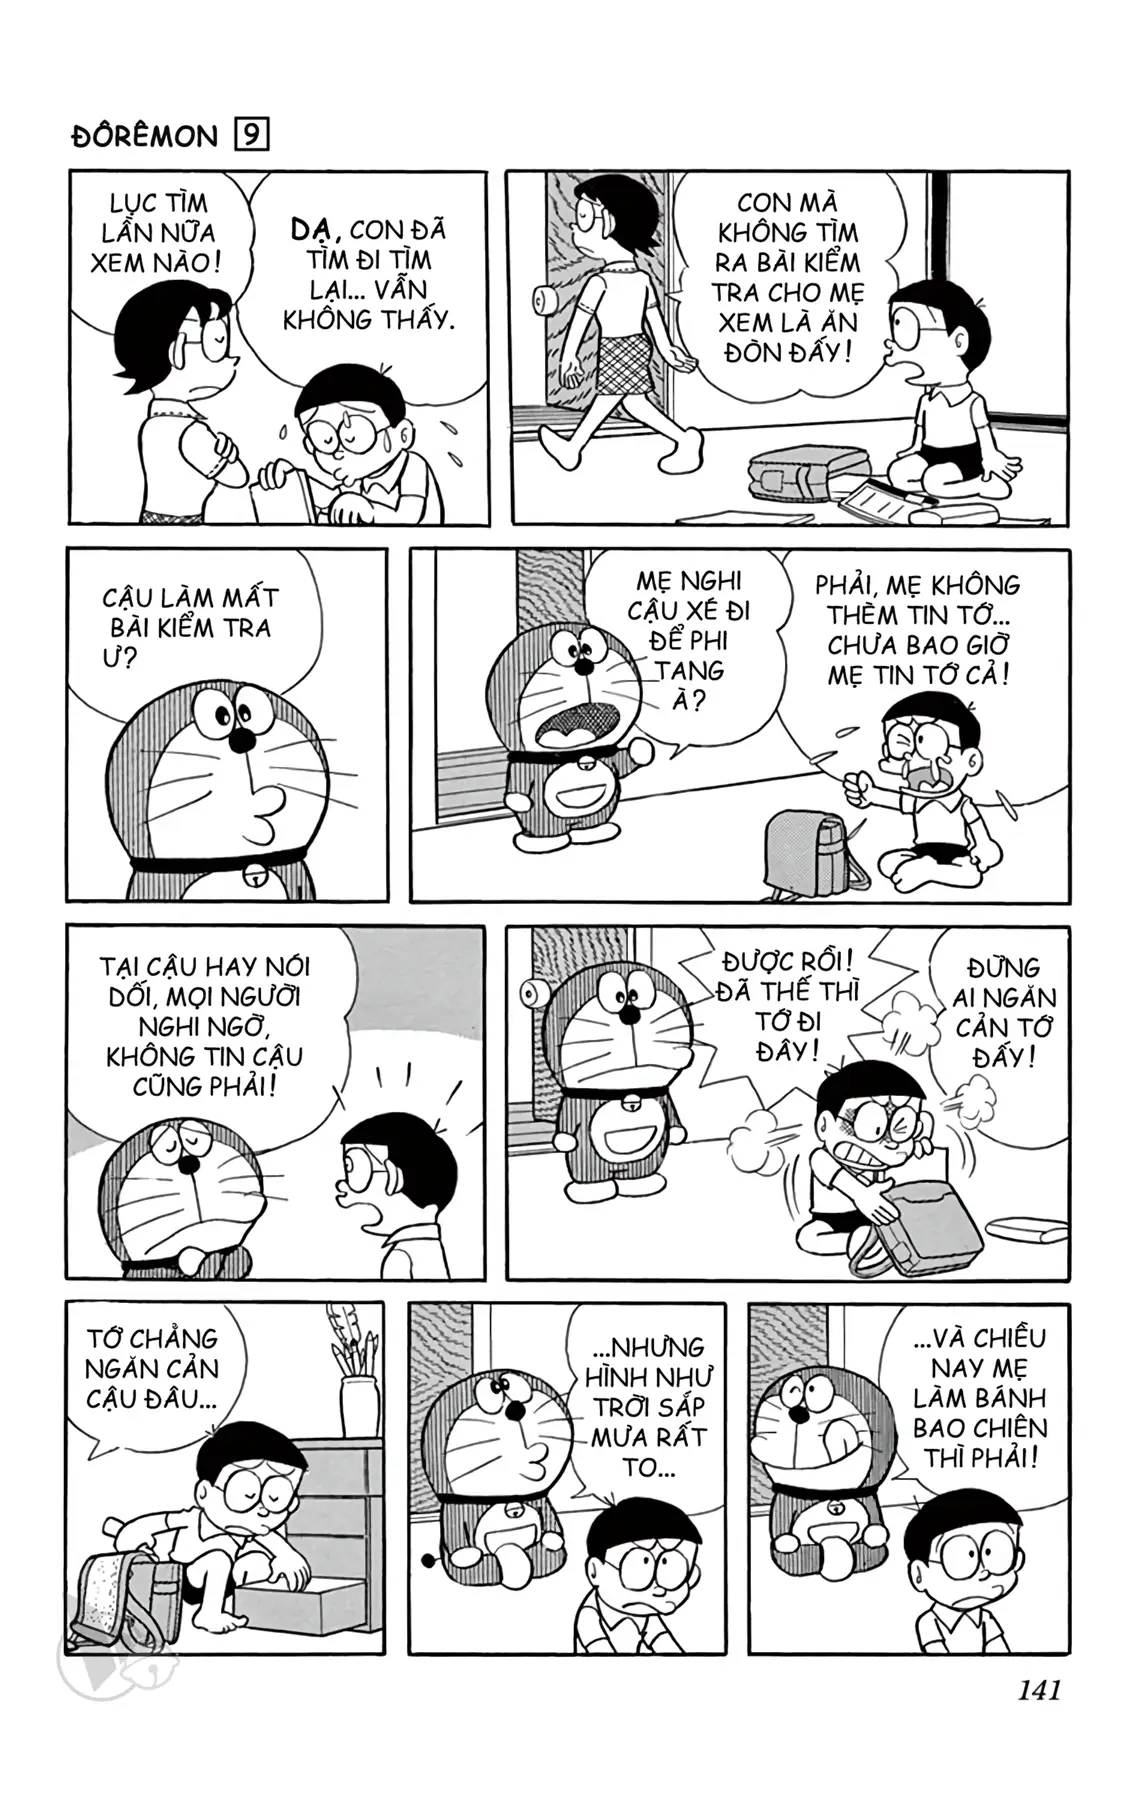 ĐÔRÊMON 9
LỤC TÌM
LẦN NỮA
XEM NÀO!
DẠ, CON ĐÃ
TÌM ĐI TÌM
LẠI... VẪN
KHÔNG THẤY.
CON MÀ
KHÔNG TÌM
RA BÀI KIỂM
TRA CHO MẸ
XEM LÀ ĂN
ĐÒN ĐẤY!
CẬU LÀM MẤT
BÀI KIỂM TRA
Ư?
MẸ NGHI
CẬU XÉ ĐI
ĐỂ PHI
TANG
À?
PHẢI, MẸ KHÔNG
THÈM TIN TỚ...
CHƯA BAO GIỜ
MẸ TIN TỚ CẢ!
TẠI CẬU HAY NÓI
DỐI, MỌI NGƯỜI
NGHI NGỜ,
KHÔNG TIN CẬU
CŨNG PHẢI!
ĐƯỢC RỒI!
ĐÃ THẾ THÌ
TỚ ĐI
ĐÂY!
ĐỪNG
AI NGĂN
CẢN TỚ
ĐẤY!
TỚ CHẲNG
NGĂN CẢN
CẬU ĐÂU...
...NHƯNG
HÌNH NHƯ
TRỜI SẮP
MƯA RẤT
TO...
...VÀ CHIỀU
NAY MẸ
LÀM BÁNH
BAO CHIÊN
THÌ PHẢI!
141